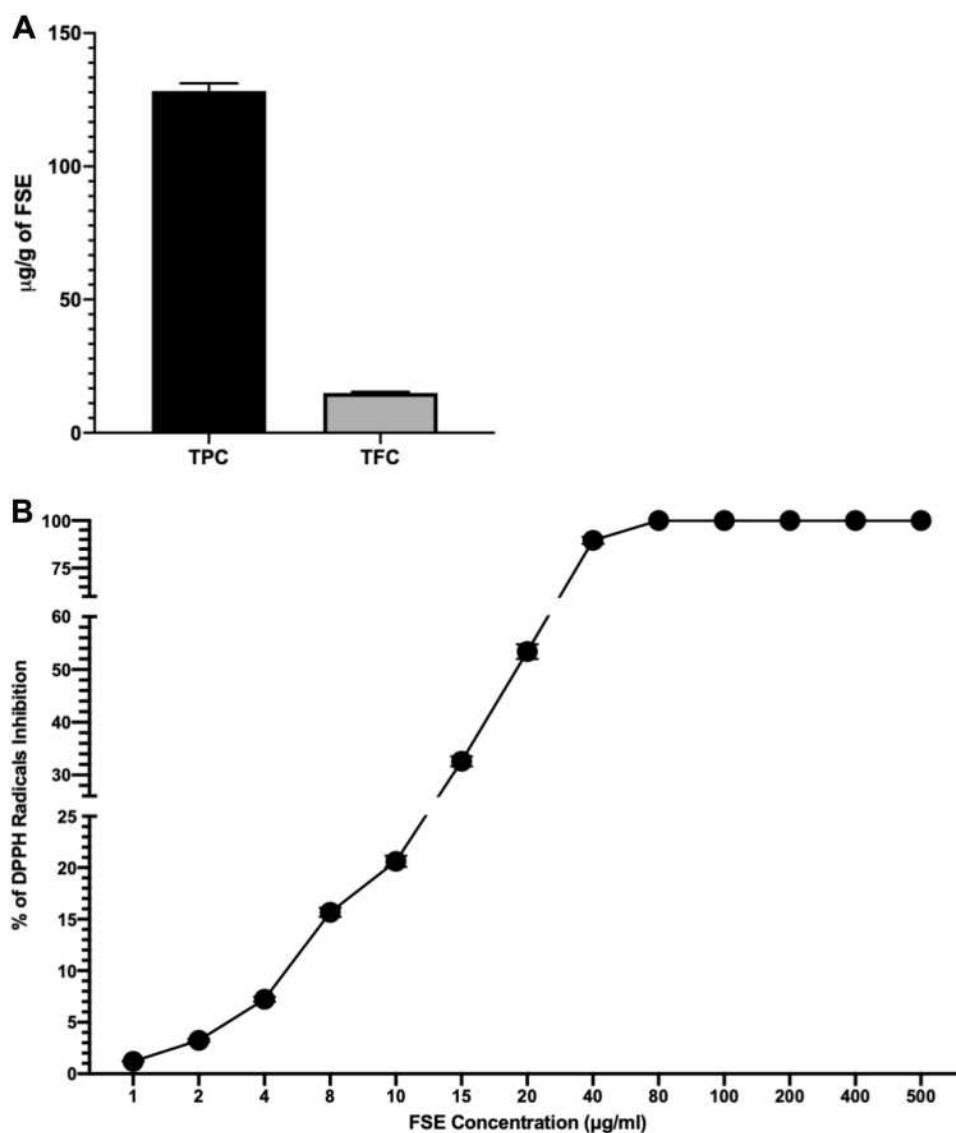 A
150
100
50
0
µg/g of FSE
TPC TFC
B
100
75
60
50
40
30
25
20
15
10
5
0
% of DPPH Radicals Inhibition
1 2 4 8 10 15 20 40 80 100 200 400 500
FSE Concentration (µg/ml)